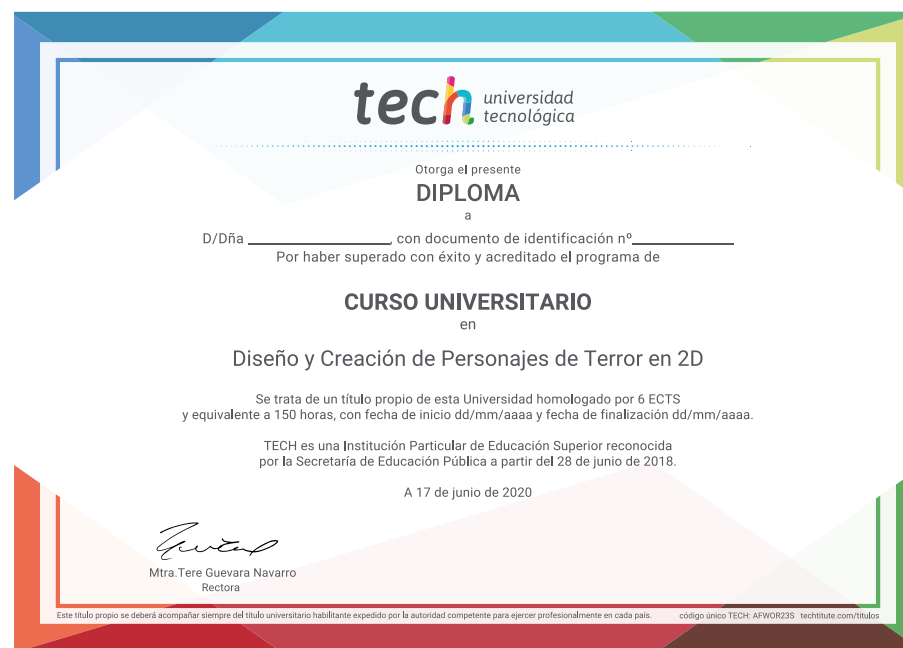 tech universidad
tecnológica
Otorga el presente
DIPLOMA
a
D/Dña ____________________, con documento de identificación nº______________
Por haber superado con éxito y acreditado el programa de
CURSO UNIVERSITARIO
en
Diseño y Creación de Personajes de Terror en 2D
Se trata de un título propio de esta Universidad homologado por 6 ECTS
y equivalente a 150 horas, con fecha de inicio dd/mm/aaaa y fecha de finalización dd/mm/aaaa.
TECH es una Institución Particular de Educación Superior reconocida
por la Secretaría de Educación Pública a partir del 28 de junio de 2018.
A 17 de junio de 2020
Mtra.Tere Guevara Navarro
Rectora
Este título propio se deberá acompañar siempre del título universitario habilitante expedido por la autoridad competente para ejercer profesionalmente en cada país. código único TECH: AFWOR23S techtitute.com/titulos